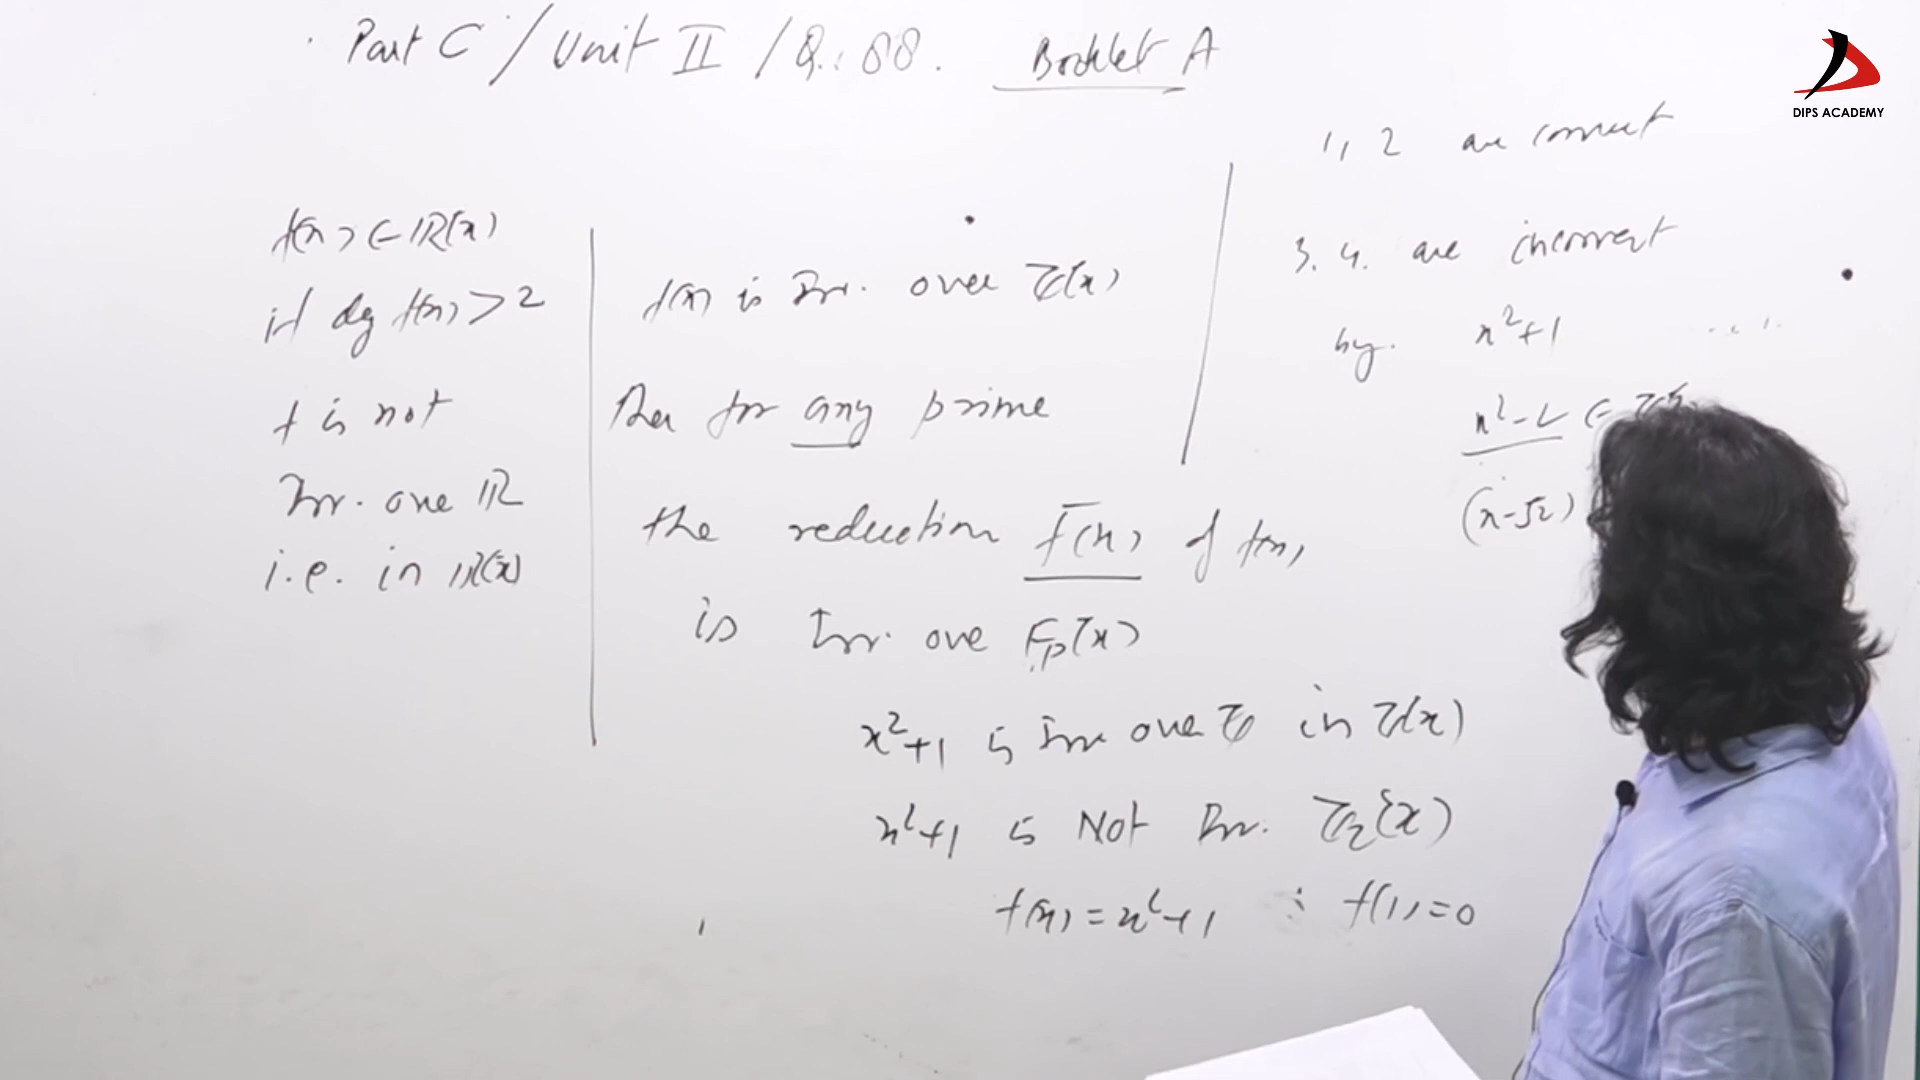 Part C / Unit II / Q. : 88. Booklet A
DIPS ACADEMY
f(x) ∈ IR(x)
if deg f(x) > 2
f is not
Irr. over IR
i.e. in IR(x)
f(x) is Irr. over Z(x)
then for any prime
the reduction f̅(x) of f(x)
is Irr. over Fp(x)
x²+1 is Irr over in Z(x)
x²+1 is Not Irr. Z₂(x)
f(x) = x²+1 ; f(1) = 0
1, 2 are correct
3. 4. are incorrect
by. x²+1
x²-2 ∈
(x-√2)